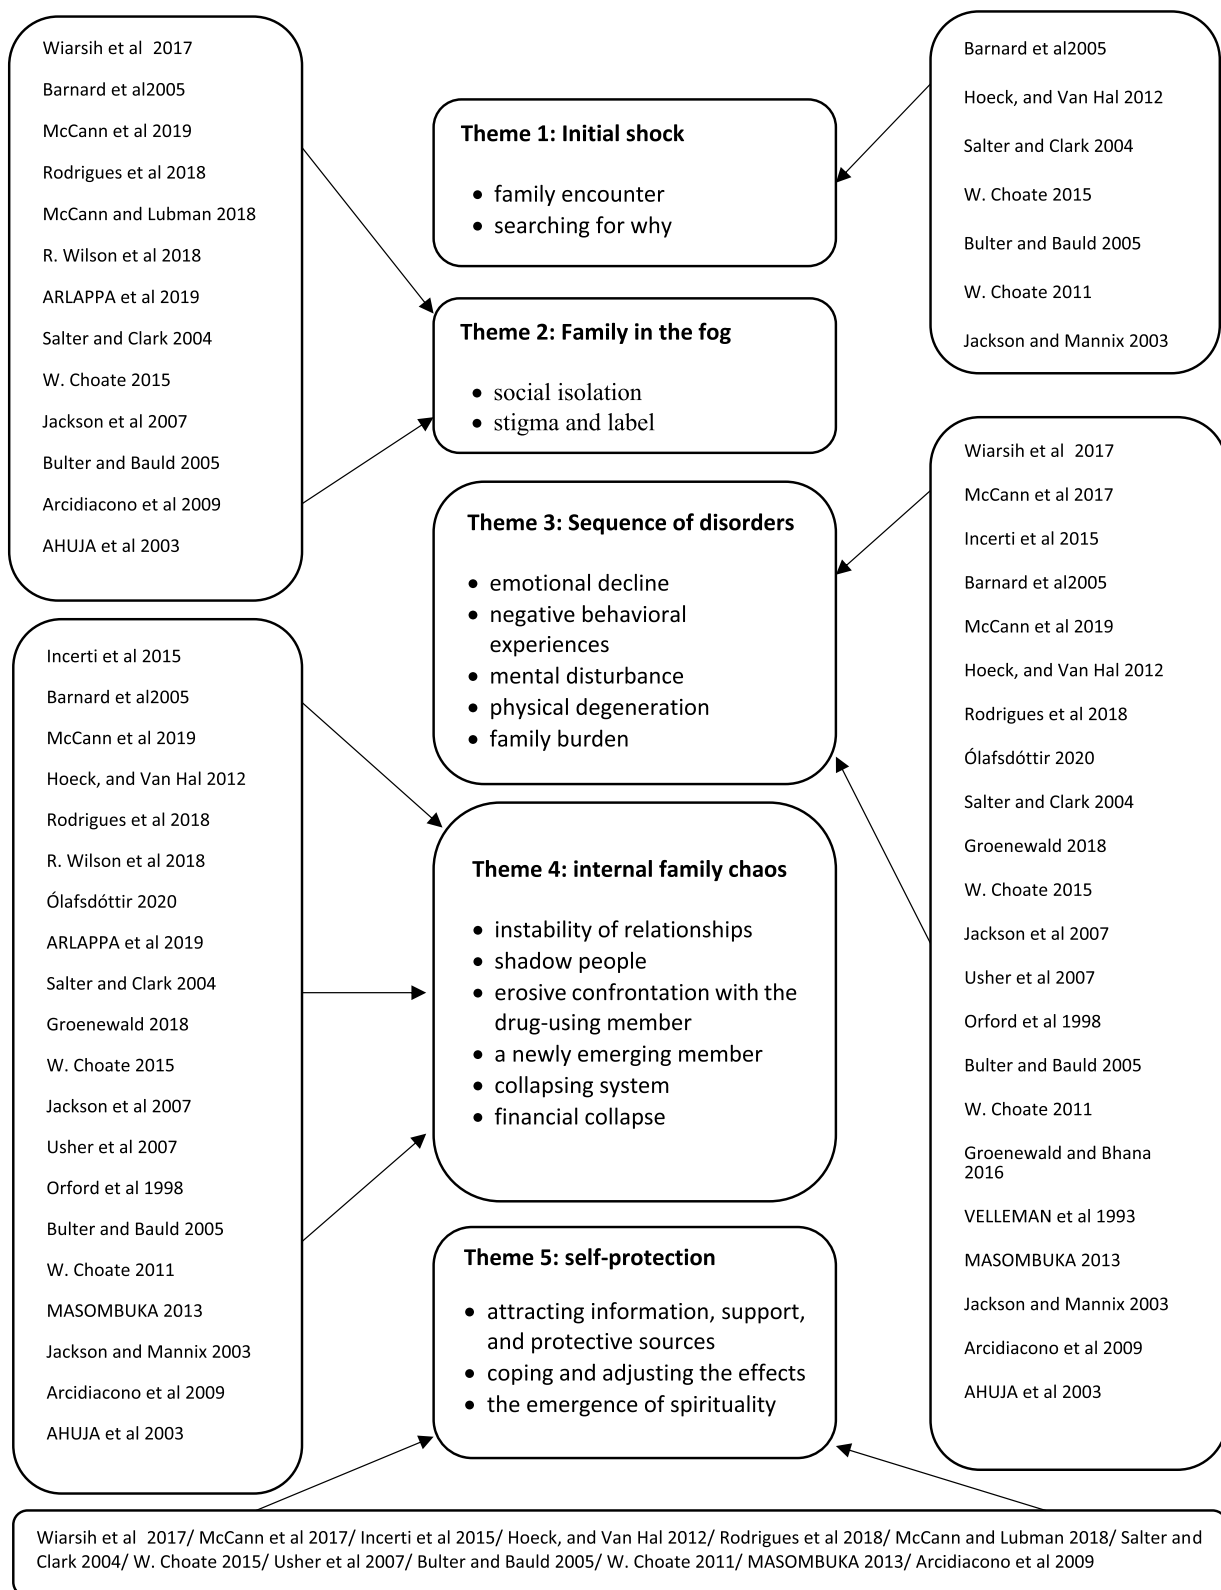 Wiarsih et al  2017
Barnard et al2005
McCann et al 2019
Rodrigues et al 2018
McCann and Lubman 2018
R. Wilson et al 2018
ARLAPPA et al 2019
Salter and Clark 2004
W. Choate 2015
Jackson et al 2007
Bulter and Bauld 2005
Arcidiacono et al 2009
AHUJA et al 2003
Incerti et al 2015
Barnard et al2005
McCann et al 2019
Hoeck, and Van Hal 2012
Rodrigues et al 2018
R. Wilson et al 2018
Ólafsdóttir 2020
ARLAPPA et al 2019
Salter and Clark 2004
Groenewald 2018
W. Choate 2015
Jackson et al 2007
Usher et al 2007
Orford et al 1998
Bulter and Bauld 2005
W. Choate 2011
MASOMBUKA 2013
Jackson and Mannix 2003
Arcidiacono et al 2009
AHUJA et al 2003
Theme 1: Initial shock
• family encounter
• searching for why
Theme 2: Family in the fog
• social isolation
• stigma and label
Theme 3: Sequence of disorders
• emotional decline
• negative behavioral
experiences
• mental disturbance
• physical degeneration
• family burden
Theme 4: internal family chaos
• instability of relationships
• shadow people
• erosive confrontation with the
drug-using member
• a newly emerging member
• collapsing system
• financial collapse
Theme 5: self-protection
• attracting information, support,
and protective sources
• coping and adjusting the effects
• the emergence of spirituality
Barnard et al2005
Hoeck, and Van Hal 2012
Salter and Clark 2004
W. Choate 2015
Bulter and Bauld 2005
W. Choate 2011
Jackson and Mannix 2003
Wiarsih et al  2017
McCann et al 2017
Incerti et al 2015
Barnard et al2005
McCann et al 2019
Hoeck, and Van Hal 2012
Rodrigues et al 2018
Ólafsdóttir 2020
Salter and Clark 2004
Groenewald 2018
W. Choate 2015
Jackson et al 2007
Usher et al 2007
Orford et al 1998
Bulter and Bauld 2005
W. Choate 2011
Groenewald and Bhana
2016
VELLEMAN et al 1993
MASOMBUKA 2013
Jackson and Mannix 2003
Arcidiacono et al 2009
AHUJA et al 2003
Wiarsih et al  2017/ McCann et al 2017/ Incerti et al 2015/ Hoeck, and Van Hal 2012/ Rodrigues et al 2018/ McCann and Lubman 2018/ Salter and
Clark 2004/ W. Choate 2015/ Usher et al 2007/ Bulter and Bauld 2005/ W. Choate 2011/ MASOMBUKA 2013/ Arcidiacono et al 2009